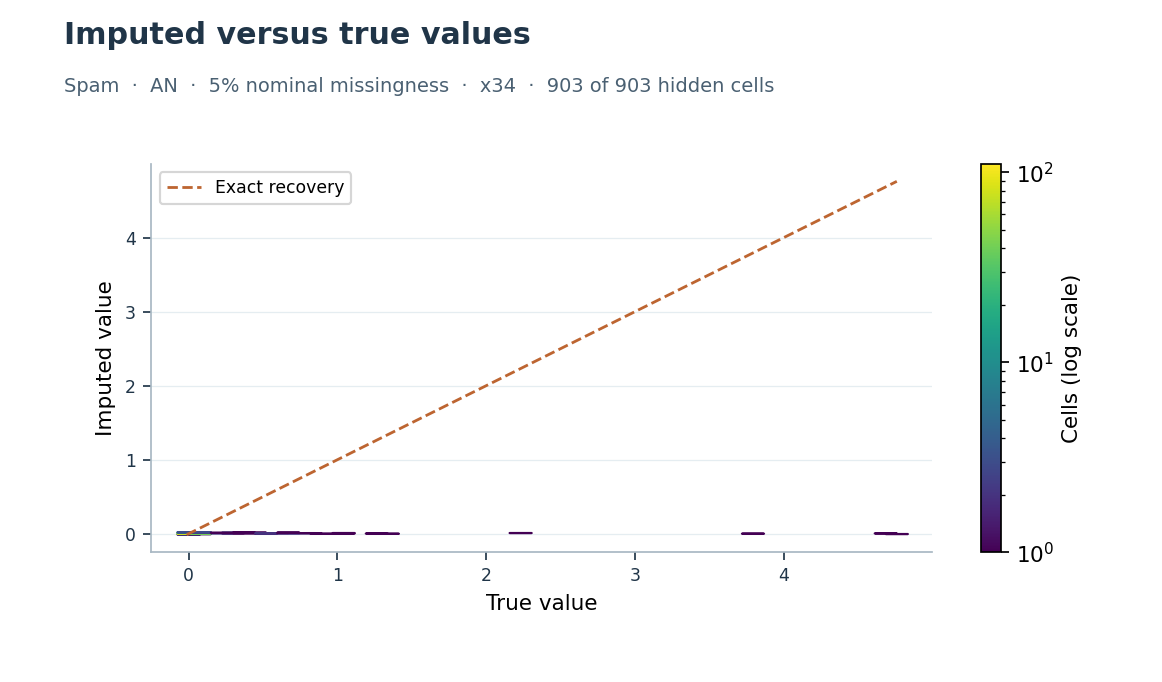 Imputed versus true values
Spam · AN · 5% nominal missingness · x34 · 903 of 903 hidden cells
Exact recovery
4
3
2
1
0
Imputed value
0 1 2 3 4
True value
10²
10¹
10⁰
Cells (log scale)